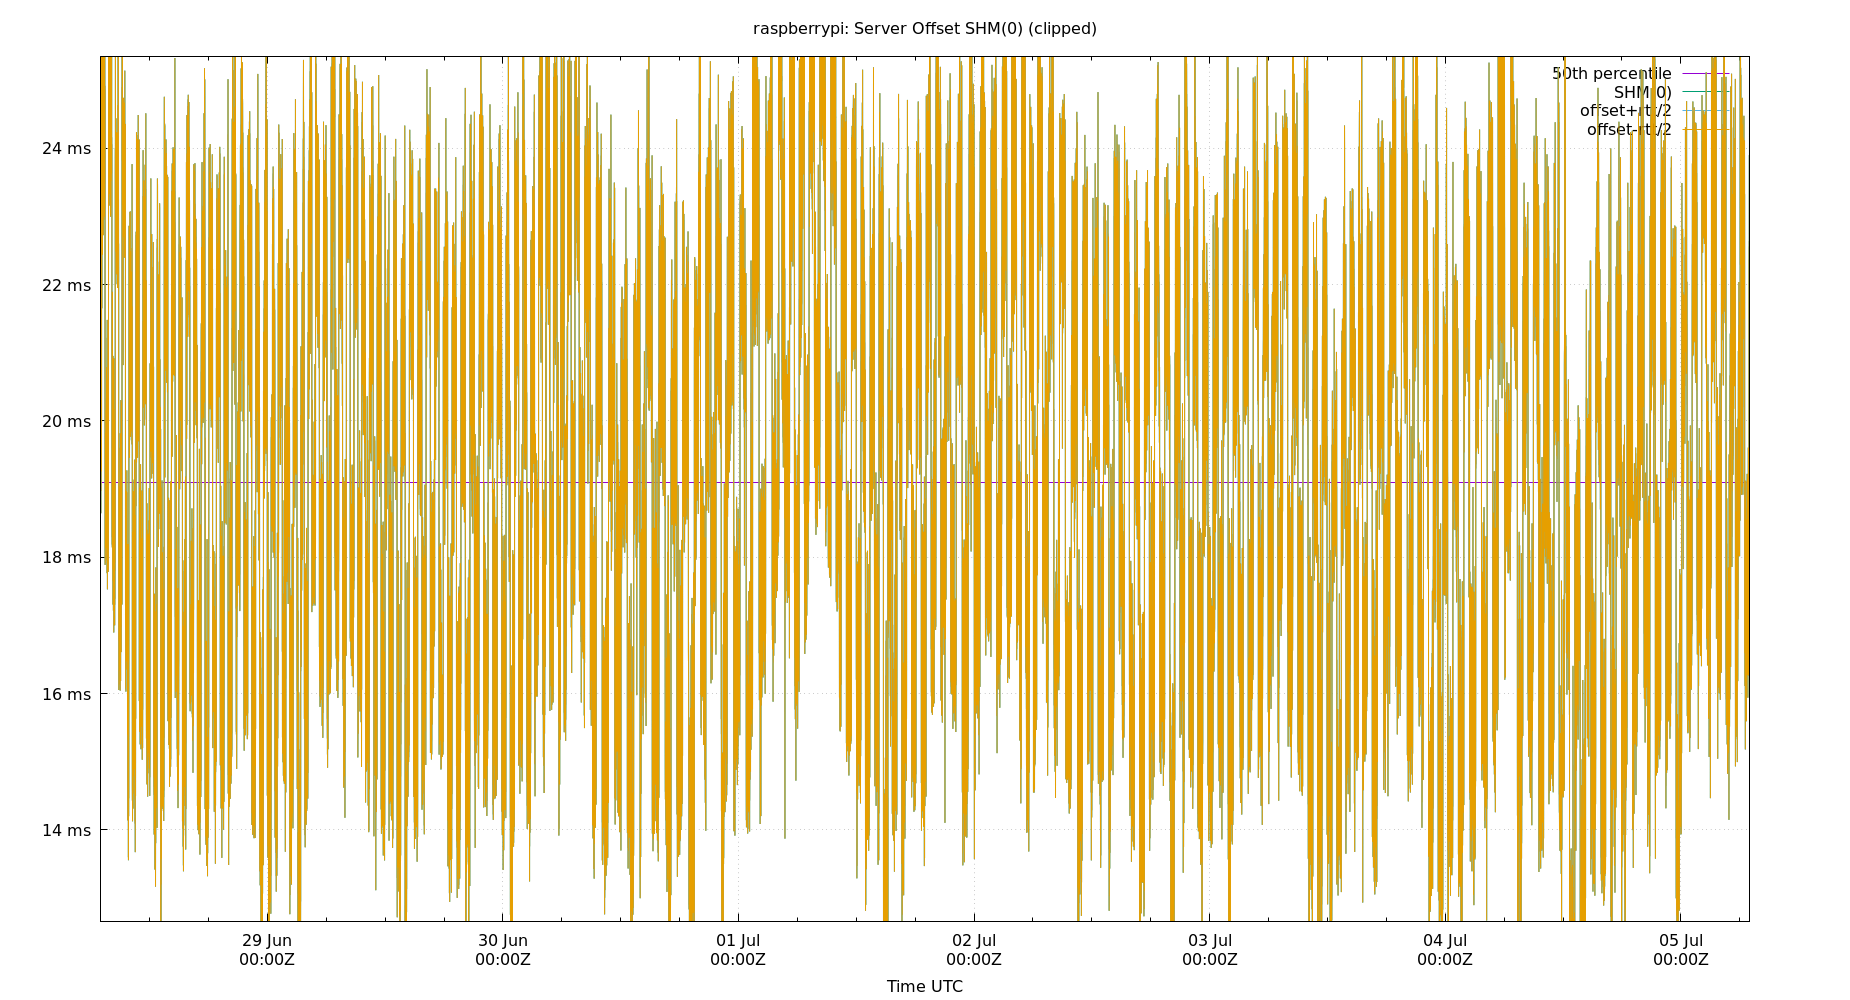 raspberrypi: Server Offset SHM(0) (clipped)
50th percentile
SHM(0)
offset+rtt/2
offset-rtt/2
24 ms
22 ms
20 ms
18 ms
16 ms
14 ms
29 Jun 30 Jun 01 Jul 02 Jul 03 Jul 04 Jul 05 Jul
00:00Z 00:00Z 00:00Z 00:00Z 00:00Z 00:00Z 00:00Z
Time UTC